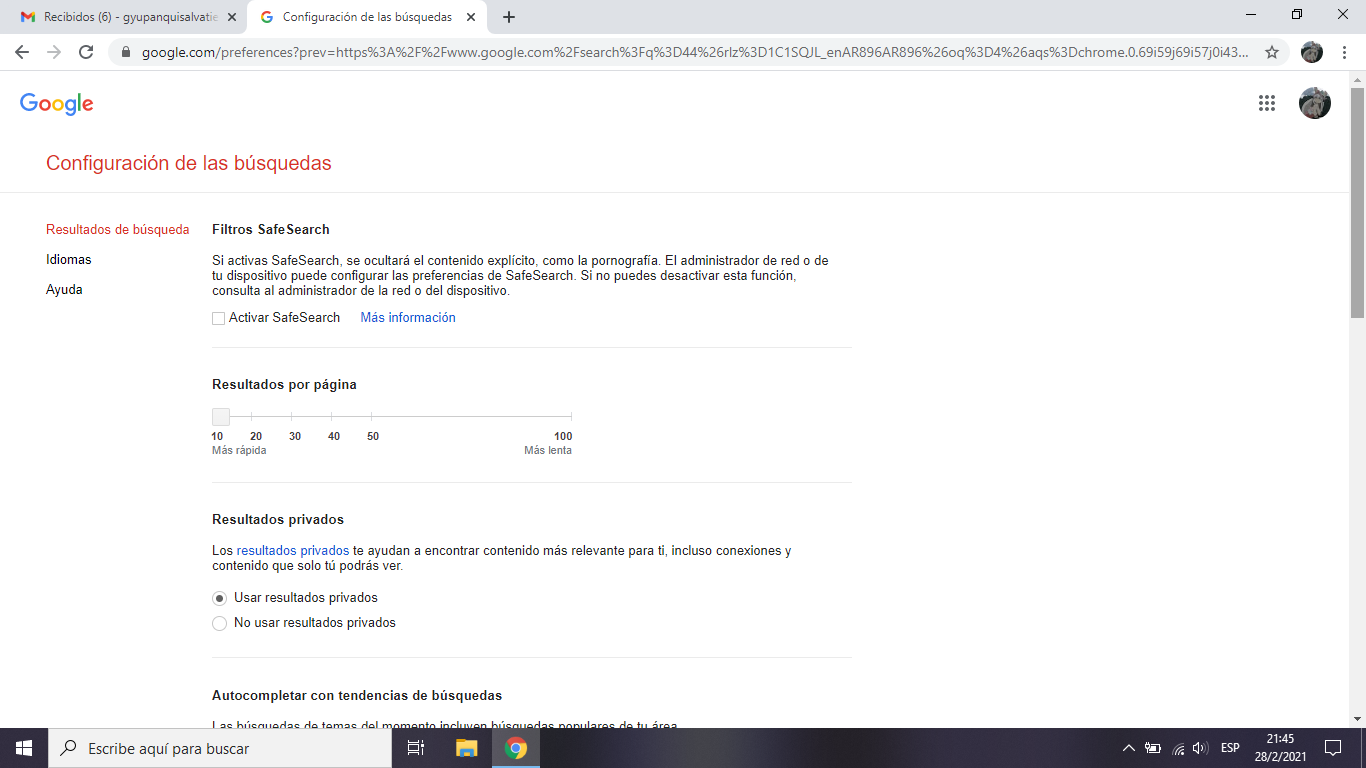 Recibidos (6) - gyupanquisalvatie
Configuración de las búsquedas
google.com/preferences?prev=https%3A%2F%2Fwww.google.com%2Fsearch%3Fq%3D44%26rlz%3D1C1SQJL_enAR896AR896%26oq%3D4%26aqs%3Dchrome.0.69i59j69i57j0i43...
Google
Configuración de las búsquedas
Resultados de búsqueda
Idiomas
Ayuda
Filtros SafeSearch
Si activas SafeSearch, se ocultará el contenido explícito, como la pornografía. El administrador de red o de
tu dispositivo puede configurar las preferencias de SafeSearch. Si no puedes desactivar esta función,
consulta al administrador de la red o del dispositivo.
Activar SafeSearch Más información
Resultados por página
10 20 30 40 50 100
Más rápida Más lenta
Resultados privados
Los resultados privados te ayudan a encontrar contenido más relevante para ti, incluso conexiones y
contenido que solo tú podrás ver.
Usar resultados privados
No usar resultados privados
Autocompletar con tendencias de búsquedas
Las búsquedas de temas del momento incluyen búsquedas populares de tu área
Escribe aquí para buscar
ESP
21:45
28/2/2021